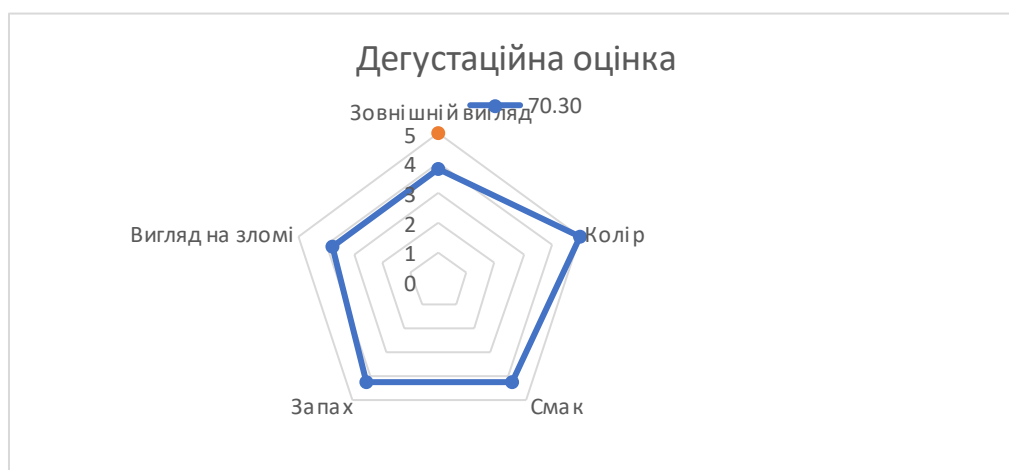 Дегустаційна оцінка
70.30
Зовнішній вигляд
5
4
3
2
1
0
Колір
Вигляд на зломі
Запах
Смак